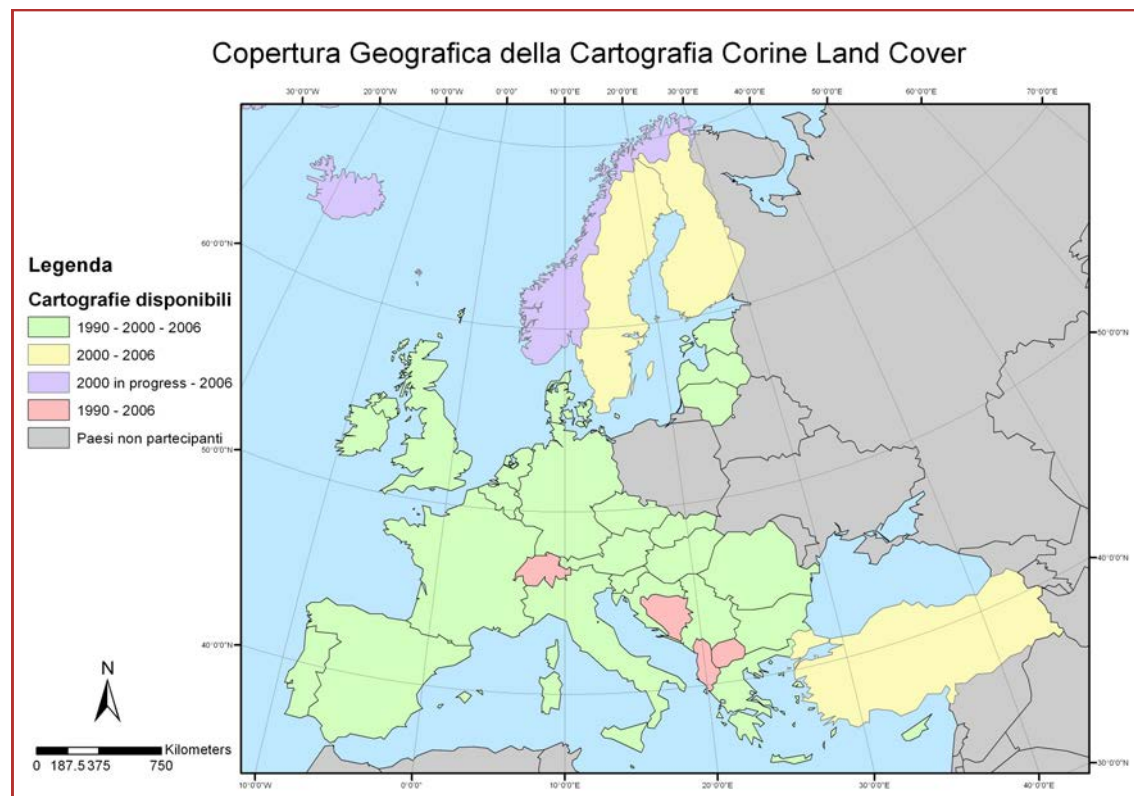 Copertura Geografica della Cartografia Corine Land Cover
30°0'0"W 20°0'0"W 10°0'0"W 0°0'0" 10°0'0"E 20°0'0"E 30°0'0"E 40°0'0"E 50°0'0"E 60°0'0"E 70°0'0"E
60°0'0"N
Legenda
Cartografie disponibili
1990 - 2000 - 2006
2000 - 2006
2000 in progress - 2006
1990 - 2006
Paesi non partecipanti
50°0'0"N
50°0'0"N
40°0'0"N
40°0'0"N
30°0'0"N
N
Kilometers
0 187.5 375 750
10°0'0"W 0°0'0" 10°0'0"E 20°0'0"E 30°0'0"E 40°0'0"E